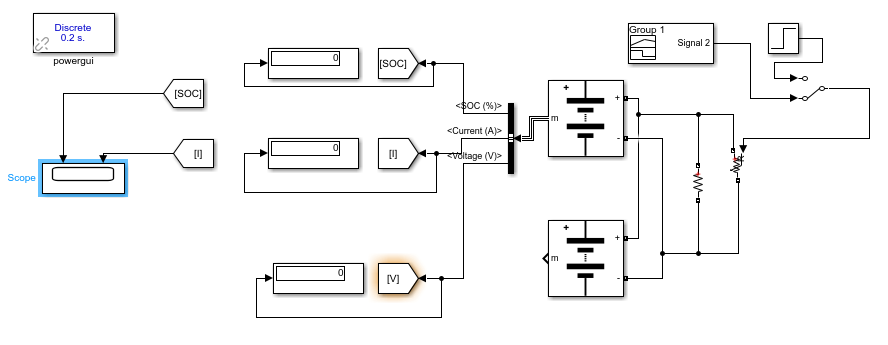 Discrete
0.2 s.
powergui
[SOC]
[I]
Scope
0
[SOC]
0
[I]
0
[V]
<SOC (%)>
<Current (A)>
<Voltage (V)>
+
m
+
-
+
m
+
-
Group 1
Signal 2